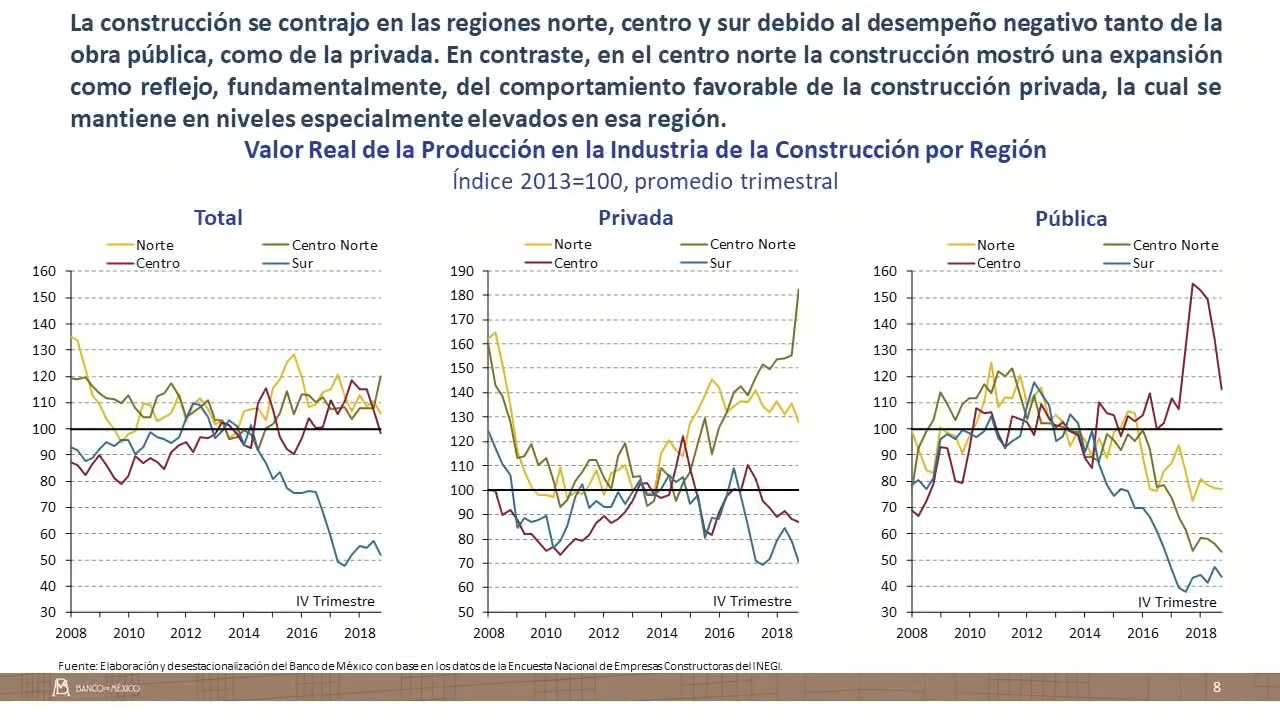 La construcción se contrajo en las regiones norte, centro y sur debido al desempeño negativo tanto de la
obra pública, como de la privada. En contraste, en el centro norte la construcción mostró una expansión
como reflejo, fundamentalmente, del comportamiento favorable de la construcción privada, la cual se
mantiene en niveles especialmente elevados en esa región.
Valor Real de la Producción en la Industria de la Construcción por Región
Índice 2013=100, promedio trimestral
Total
Norte Centro Norte
Centro Sur
160
150
140
130
120
110
100
90
80
70
60
50
40
30
IV Trimestre
2008 2010 2012 2014 2016 2018
Privada
Norte Centro Norte
Centro Sur
190
180
170
160
150
140
130
120
110
100
90
80
70
60
50
IV Trimestre
2008 2010 2012 2014 2016 2018
Pública
Norte Centro Norte
Centro Sur
160
150
140
130
120
110
100
90
80
70
60
50
40
30
IV Trimestre
2008 2010 2012 2014 2016 2018
Fuente: Elaboración y desestacionalización del Banco de México con base en los datos de la Encuesta Nacional de Empresas Constructoras del INEGI.
BANCO DE MÉXICO
8